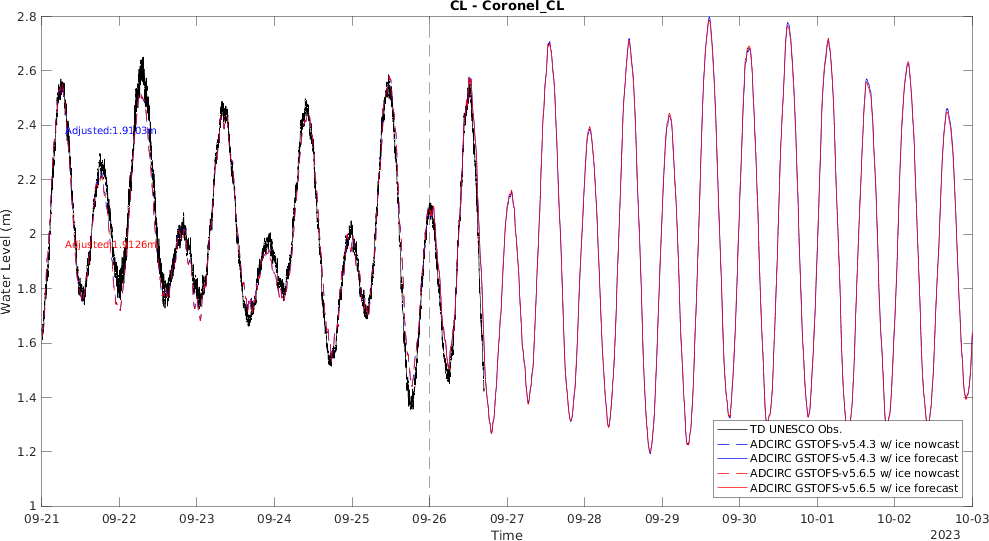 CL - Coronel_CL
2.8
2.6
2.4
2.2
2
1.8
1.6
1.4
1.2
1
Water Level (m)
Adjusted:1.9103m
Adjusted:1.9126m
TD UNESCO Obs.
ADCIRC GSTOFS-v5.4.3 w/ ice nowcast
ADCIRC GSTOFS-v5.4.3 w/ ice forecast
ADCIRC GSTOFS-v5.6.5 w/ ice nowcast
ADCIRC GSTOFS-v5.6.5 w/ ice forecast
09-21 09-22 09-23 09-24 09-25 09-26 09-27 09-28 09-29 09-30 10-01 10-02 10-03
Time
2023